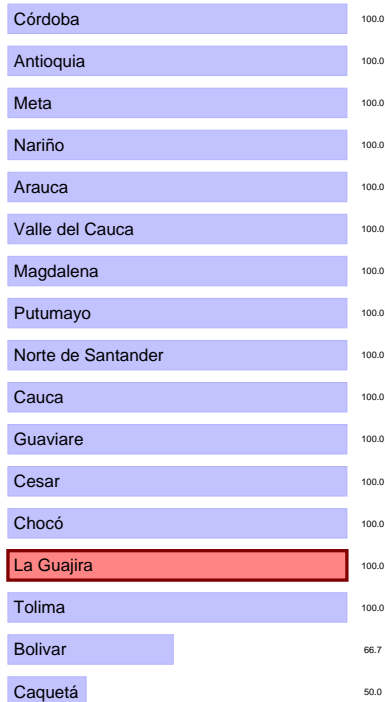 Córdoba 100.0
Antioquia 100.0
Meta 100.0
Nariño 100.0
Arauca 100.0
Valle del Cauca 100.0
Magdalena 100.0
Putumayo 100.0
Norte de Santander 100.0
Cauca 100.0
Guaviare 100.0
Cesar 100.0
Chocó 100.0
La Guajira 100.0
Tolima 100.0
Bolivar 66.7
Caquetá 50.0